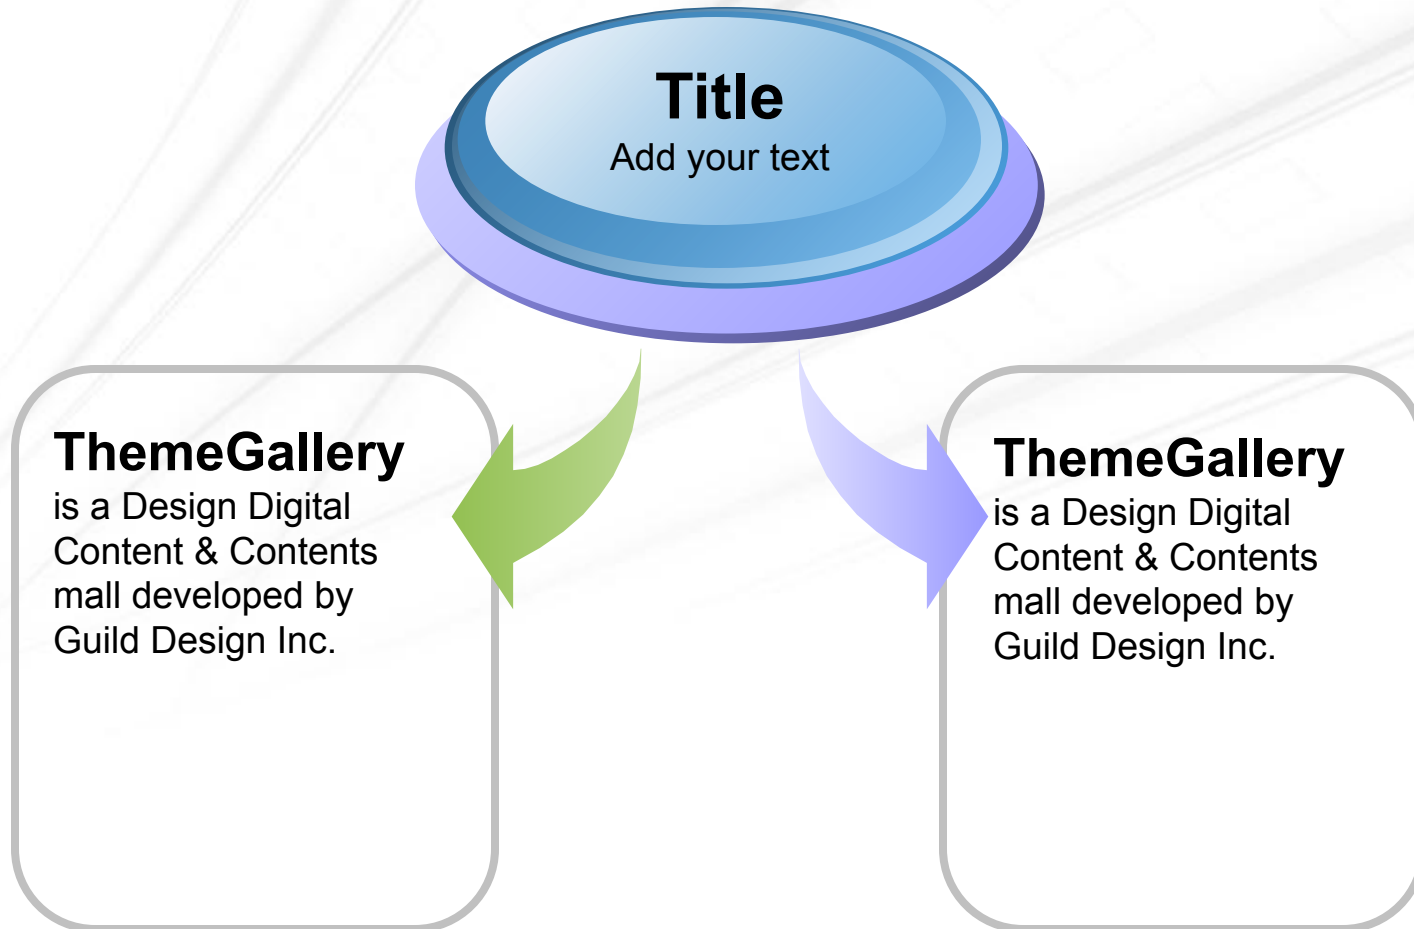 Title
Add your text
ThemeGallery
is a Design Digital
Content & Contents
mall developed by
Guild Design Inc.
ThemeGallery
is a Design Digital
Content & Contents
mall developed by
Guild Design Inc.